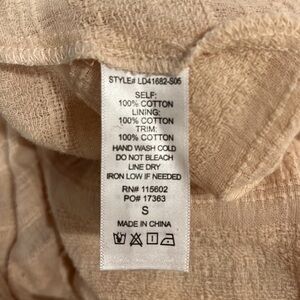 STYLE# LD41682-S06
SELF:
100% COTTON
LINING:
100% COTTON
TRIM:
100% COTTON
HAND WASH COLD
DO NOT BLEACH
LINE DRY
IRON LOW IF NEEDED
RN# 115602
PO# 17363
S
MADE IN CHINA